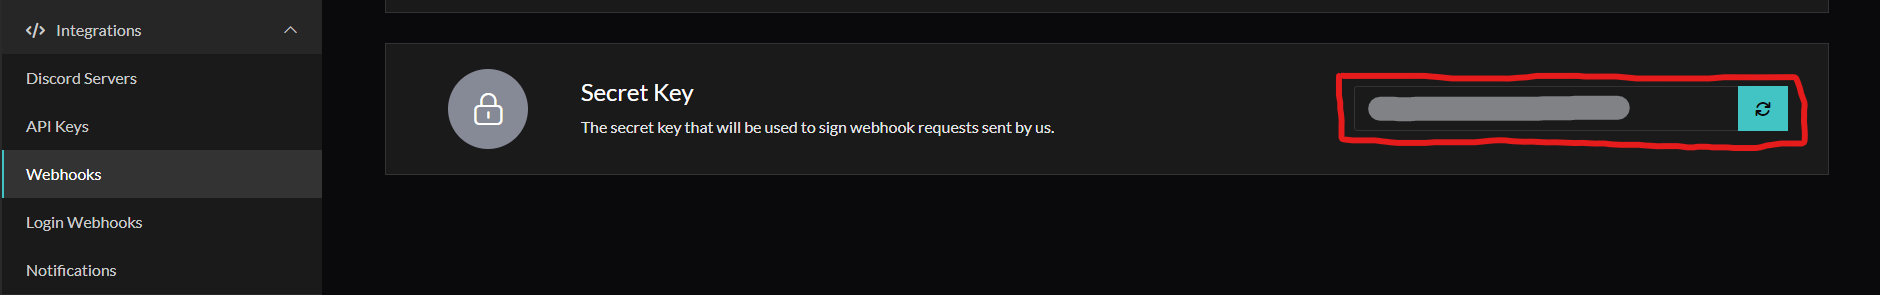 Integrations
Discord Servers
API Keys
Webhooks
Login Webhooks
Notifications
Secret Key
The secret key that will be used to sign webhook requests sent by us.